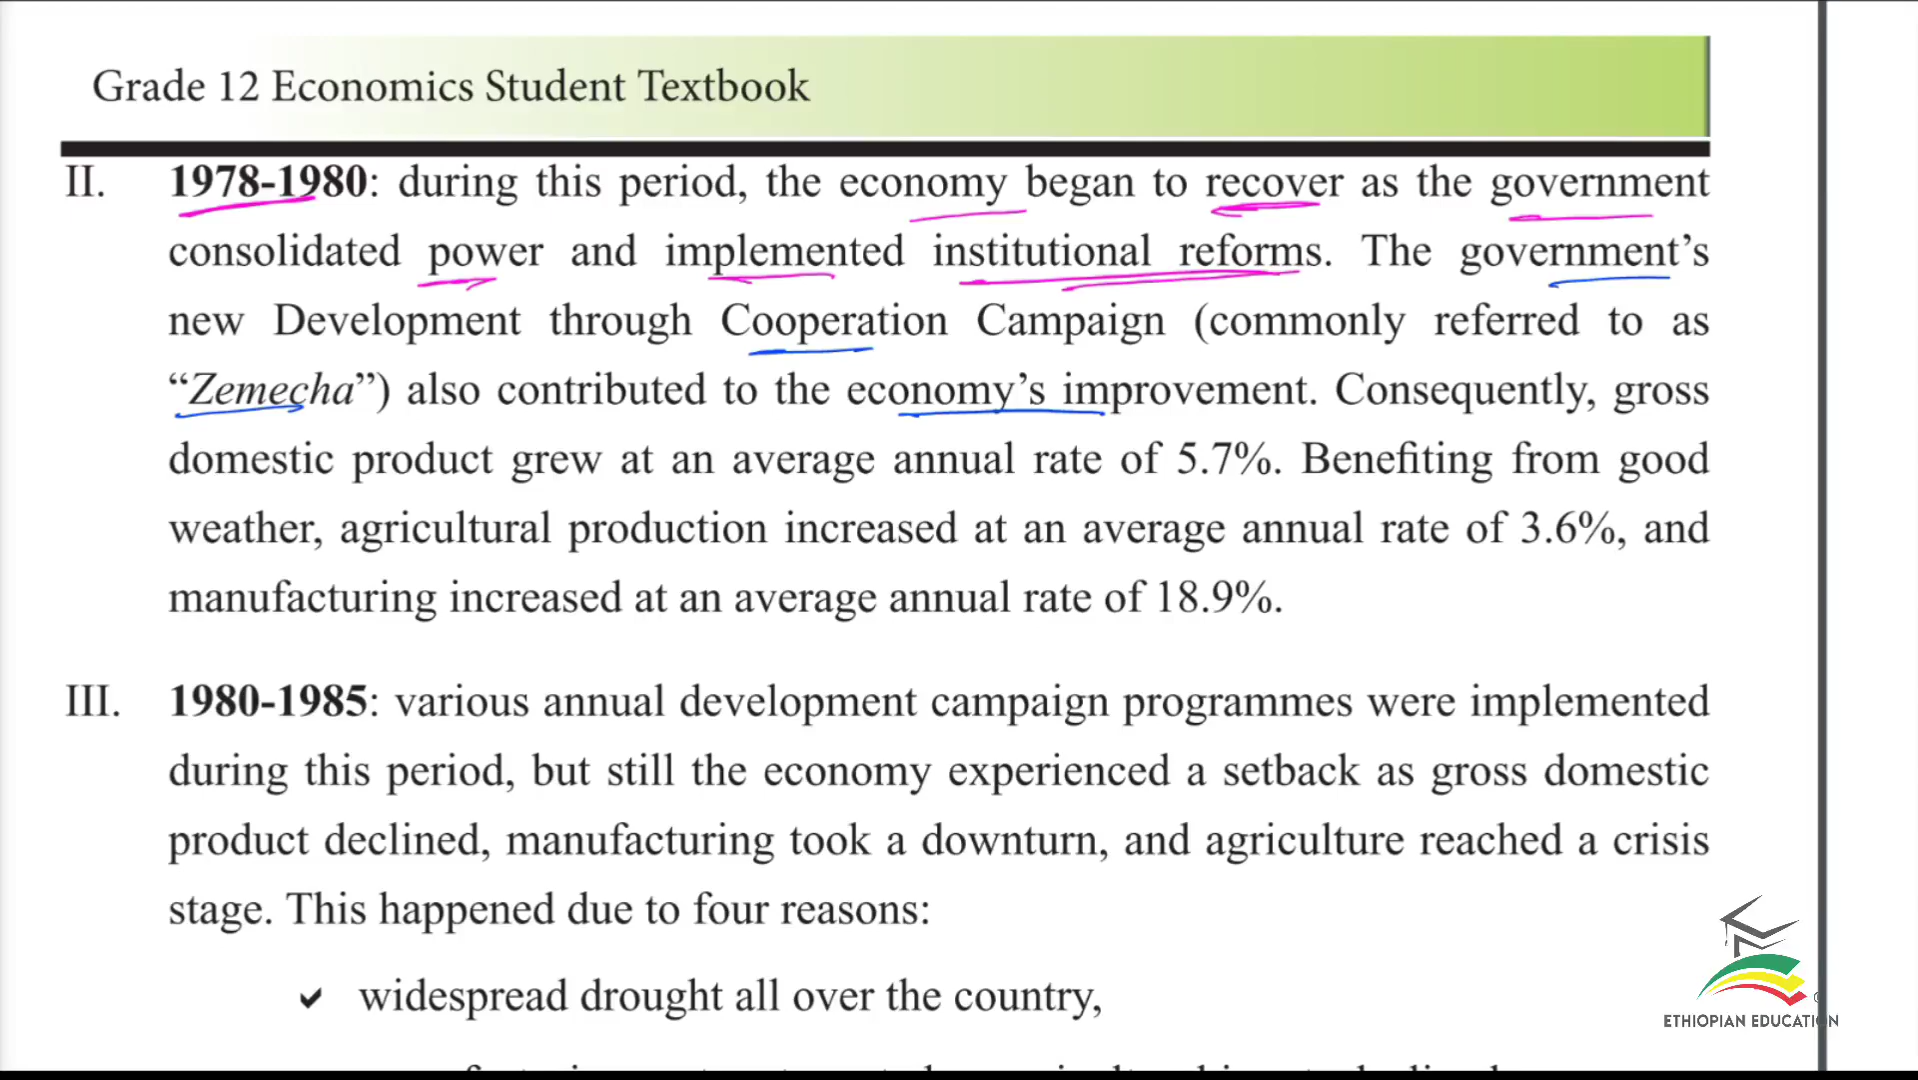 Grade 12 Economics Student Textbook
II. 1978-1980: during this period, the economy began to recover as the government
consolidated power and implemented institutional reforms. The government’s
new Development through Cooperation Campaign (commonly referred to as
“Zemecha”) also contributed to the economy’s improvement. Consequently, gross
domestic product grew at an average annual rate of 5.7%. Benefiting from good
weather, agricultural production increased at an average annual rate of 3.6%, and
manufacturing increased at an average annual rate of 18.9%.
III. 1980-1985: various annual development campaign programmes were implemented
during this period, but still the economy experienced a setback as gross domestic
product declined, manufacturing took a downturn, and agriculture reached a crisis
stage. This happened due to four reasons:
✔ widespread drought all over the country,
ETHIOPIAN EDUCATION